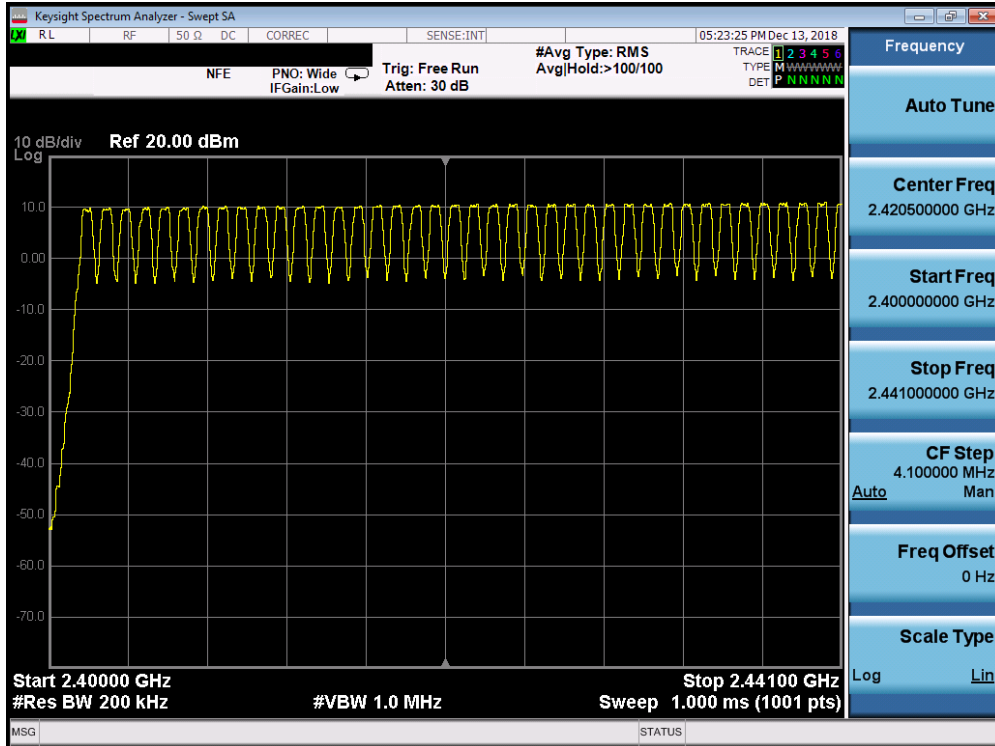 Keysight Spectrum Analyzer - Swept SA
LXI RL RF 50 Ω DC CORREC SENSE:INT 05:23:25 PM Dec 13, 2018
NFE PNO: Wide IFGain:Low Trig: Free Run Atten: 30 dB #Avg Type: RMS Avg|Hold:>100/100
TRACE 1 2 3 4 5 6
TYPE M WWWWW
DET P N N N N N
10 dB/div Ref 20.00 dBm
Log
10.0
0.00
-10.0
-20.0
-30.0
-40.0
-50.0
-60.0
-70.0
Start 2.40000 GHz Stop 2.44100 GHz
#Res BW 200 kHz #VBW 1.0 MHz Sweep 1.000 ms (1001 pts)
MSG STATUS
Frequency
Auto Tune
Center Freq
2.420500000 GHz
Start Freq
2.400000000 GHz
Stop Freq
2.441000000 GHz
CF Step
4.100000 MHz
Auto Man
Freq Offset
0 Hz
Scale Type
Log Lin